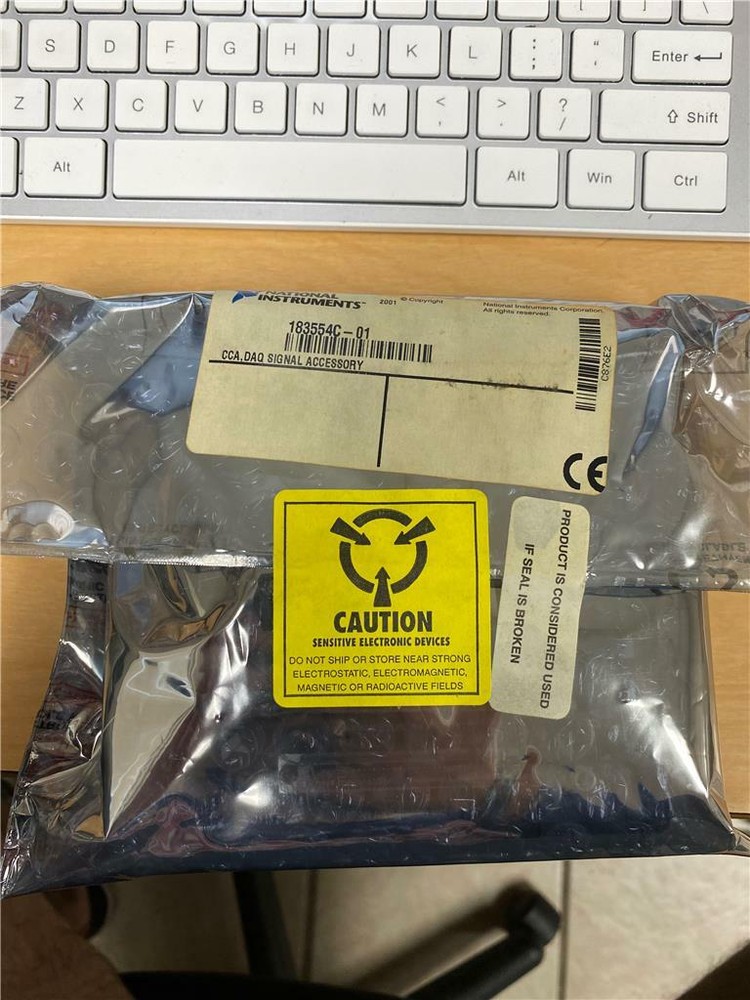 S D F G H J K L : ; " ' Enter
Z X C V B N M < , > . ? / Shift
Alt Alt Win Ctrl
NATIONAL
INSTRUMENTS™
2001 © Copyright
National Instruments Corporation.
All rights reserved.
183554C-01
CCA,DAQ SIGNAL ACCESSORY
C876E2
CE
CAUTION
SENSITIVE ELECTRONIC DEVICES
DO NOT SHIP OR STORE NEAR STRONG
ELECTROSTATIC, ELECTROMAGNETIC,
MAGNETIC OR RADIOACTIVE FIELDS
PRODUCT IS CONSIDERED USED
IF SEAL IS BROKEN